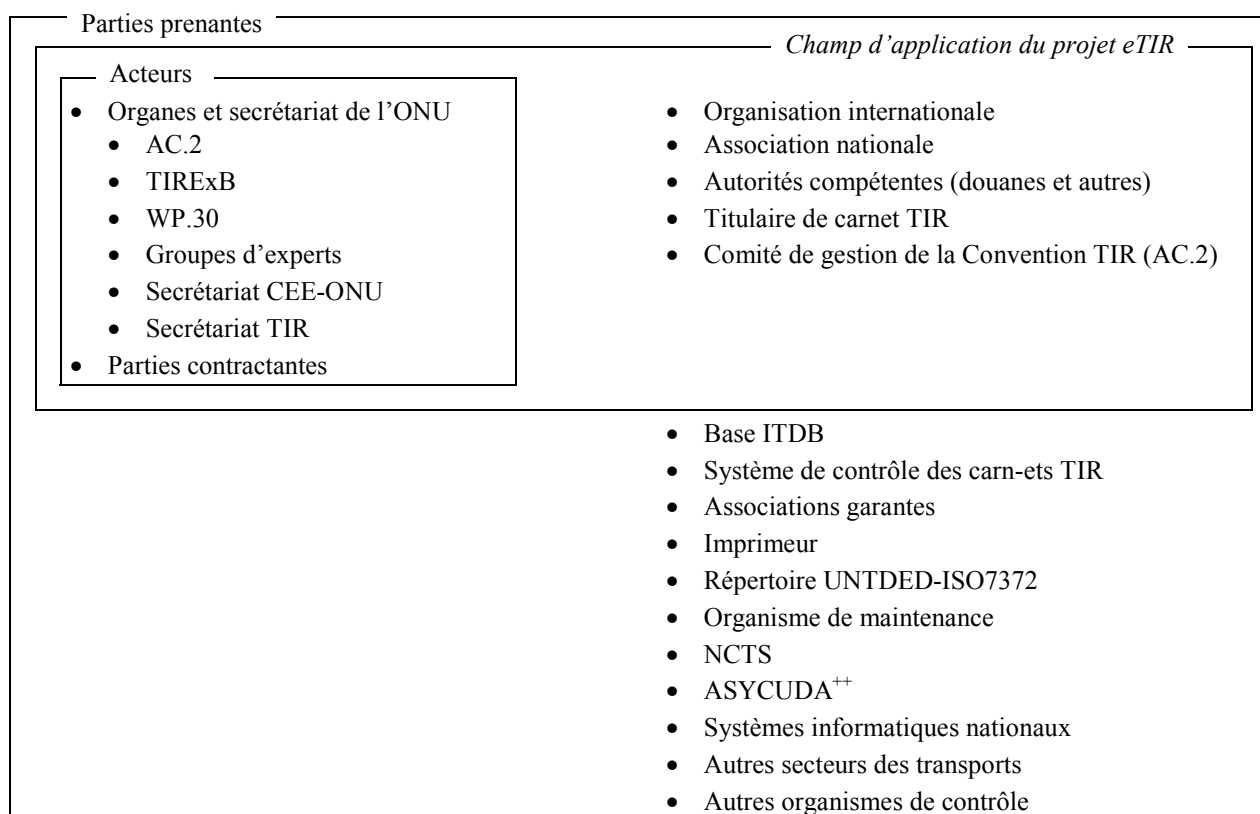 Parties prenantes
Champ d’application du projet eTIR
Acteurs
• Organes et secrétariat de l’ONU
• AC.2
• TIRExB
• WP.30
• Groupes d’experts
• Secrétariat CEE-ONU
• Secrétariat TIR
• Parties contractantes
• Organisation internationale
• Association nationale
• Autorités compétentes (douanes et autres)
• Titulaire de carnet TIR
• Comité de gestion de la Convention TIR (AC.2)
• Base ITDB
• Système de contrôle des carn-ets TIR
• Associations garantes
• Imprimeur
• Répertoire UNTDED-ISO7372
• Organisme de maintenance
• NCTS
• ASYCUDA++
• Systèmes informatiques nationaux
• Autres secteurs des transports
• Autres organismes de contrôle